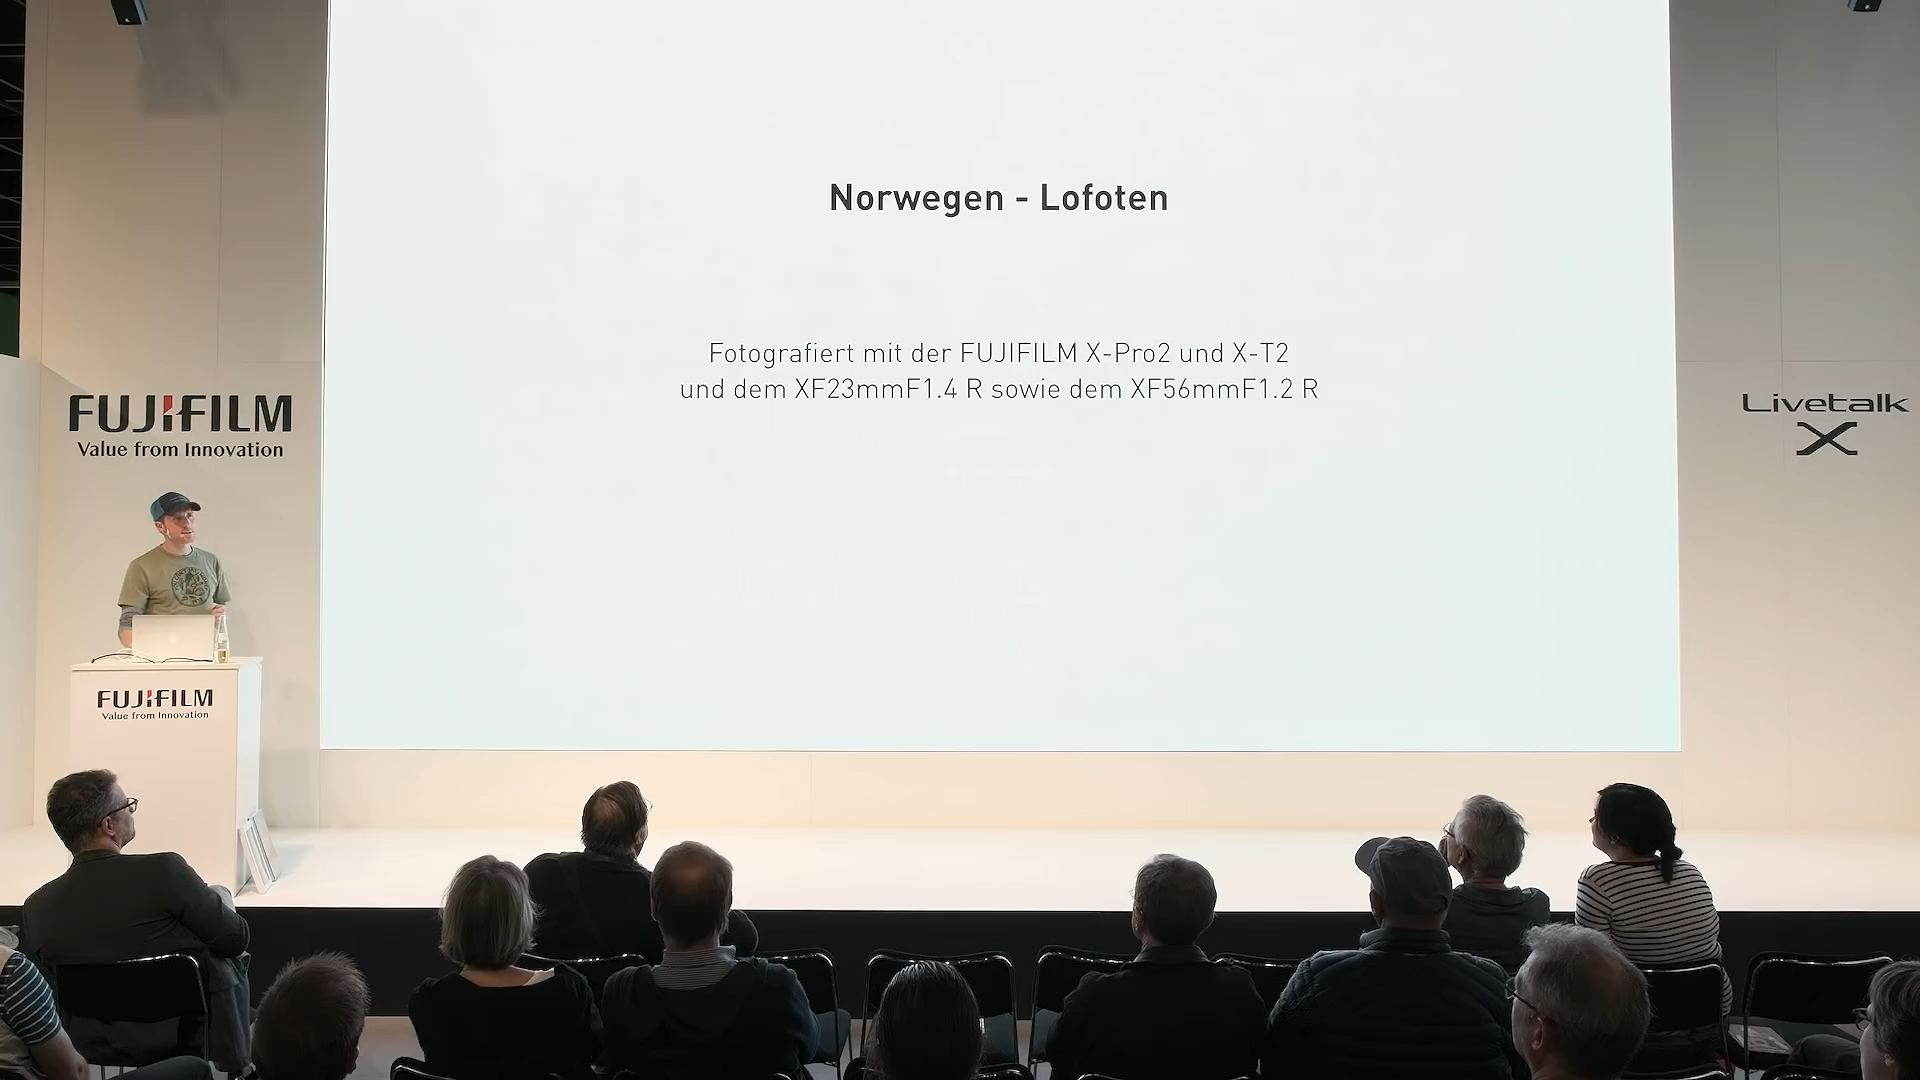 Norwegen - Lofoten
Fotografiert mit der FUJIFILM X-Pro2 und X-T2
und dem XF23mmF1.4 R sowie dem XF56mmF1.2 R
FUJIFILM
Value from Innovation
Livetalk
X
FUJIFILM
Value from Innovation